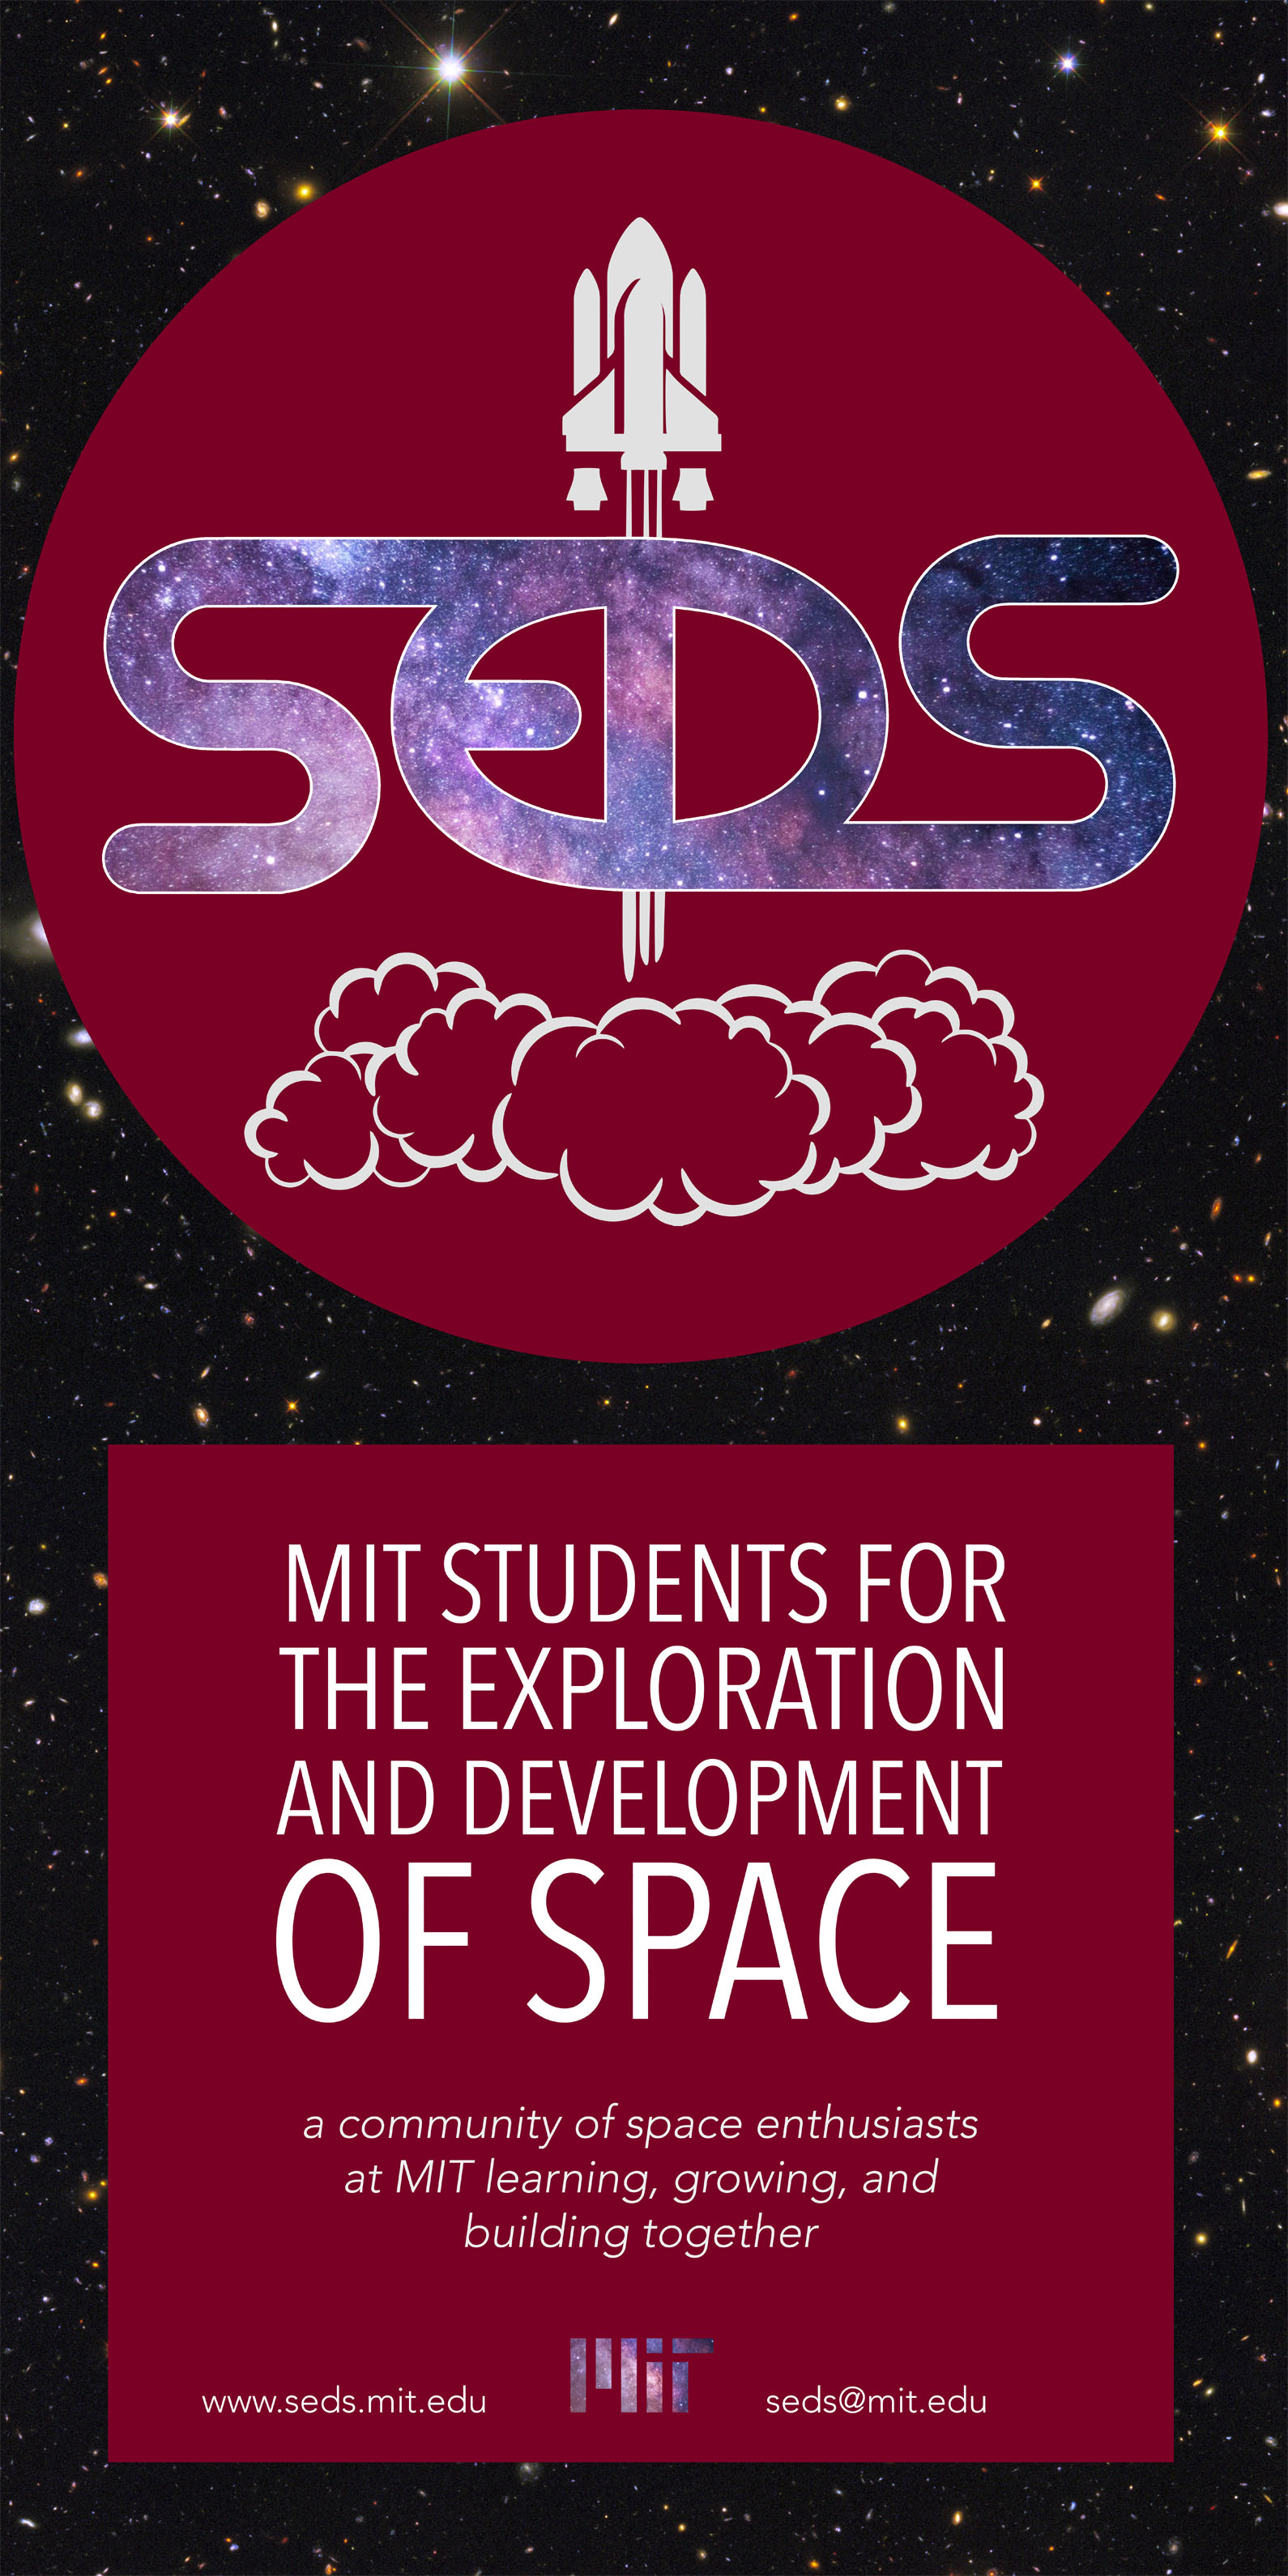 SEDS
MIT STUDENTS FOR
THE EXPLORATION
AND DEVELOPMENT
OF SPACE
a community of space enthusiasts
at MIT learning, growing, and
building together
www.seds.mit.edu
MIT
seds@mit.edu